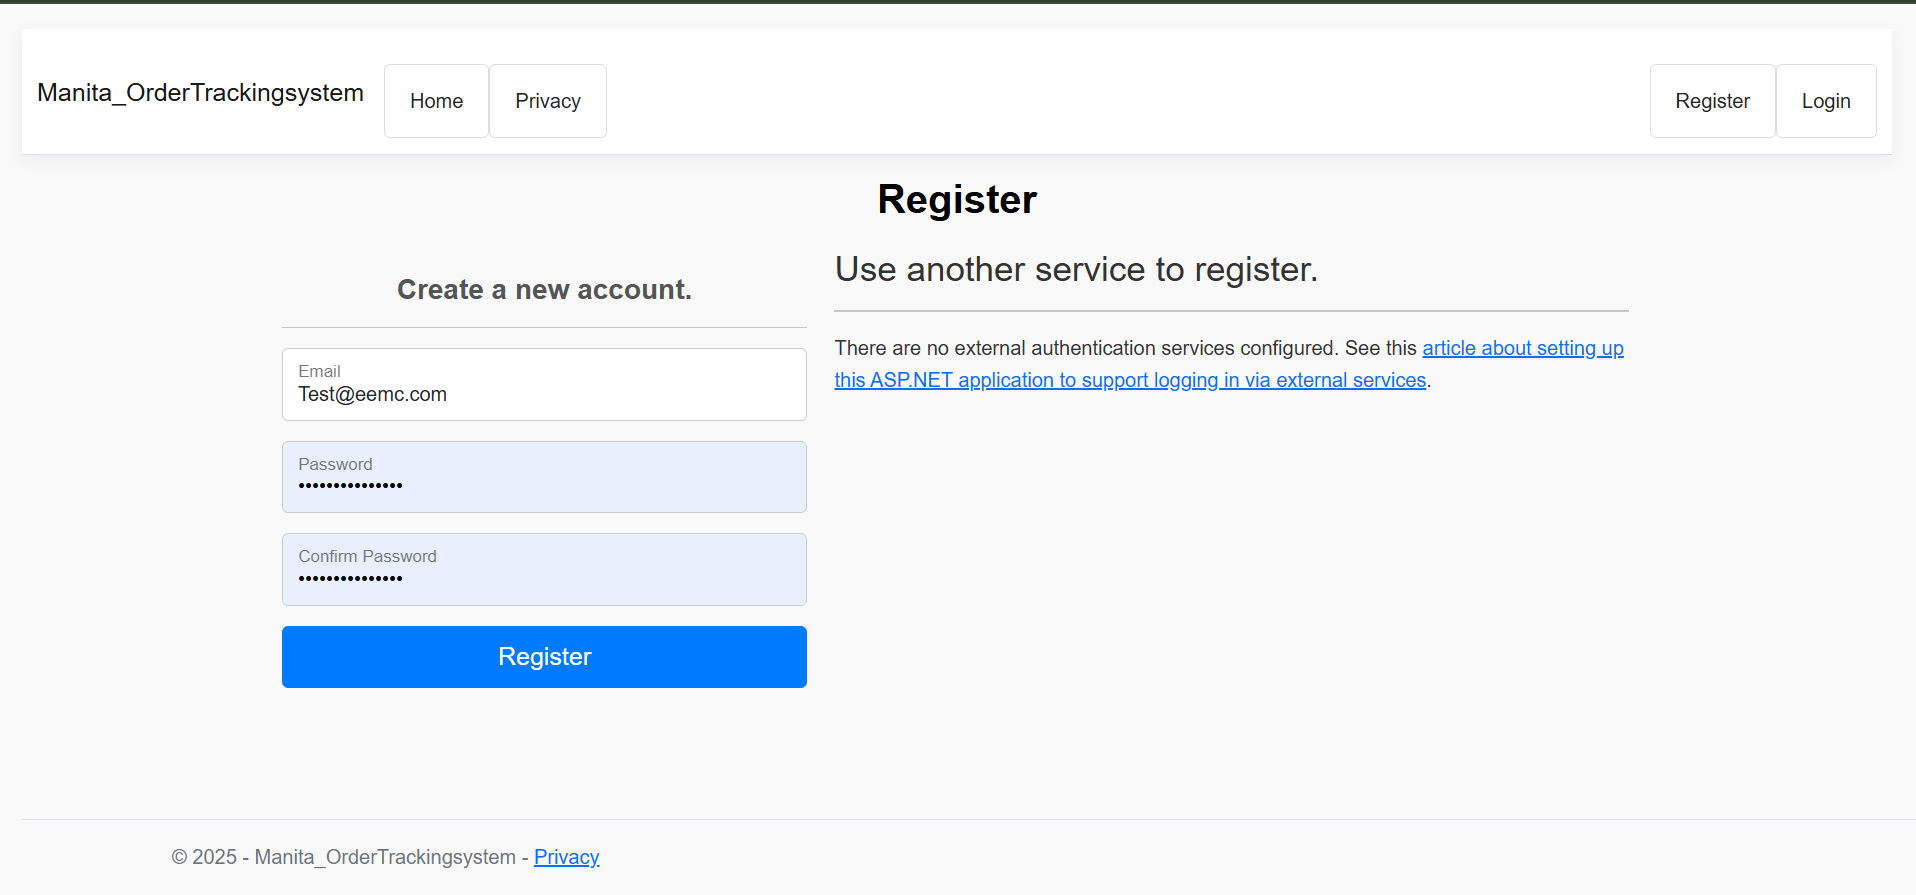 Manita_OrderTrackingsystem Home Privacy Register Login
Register
Create a new account.
Email
Test@eemc.com
Password
•••••••••••••••
Confirm Password
•••••••••••••••
Register
Use another service to register.
There are no external authentication services configured. See this article about setting up
this ASP.NET application to support logging in via external services.
© 2025 - Manita_OrderTrackingsystem - Privacy